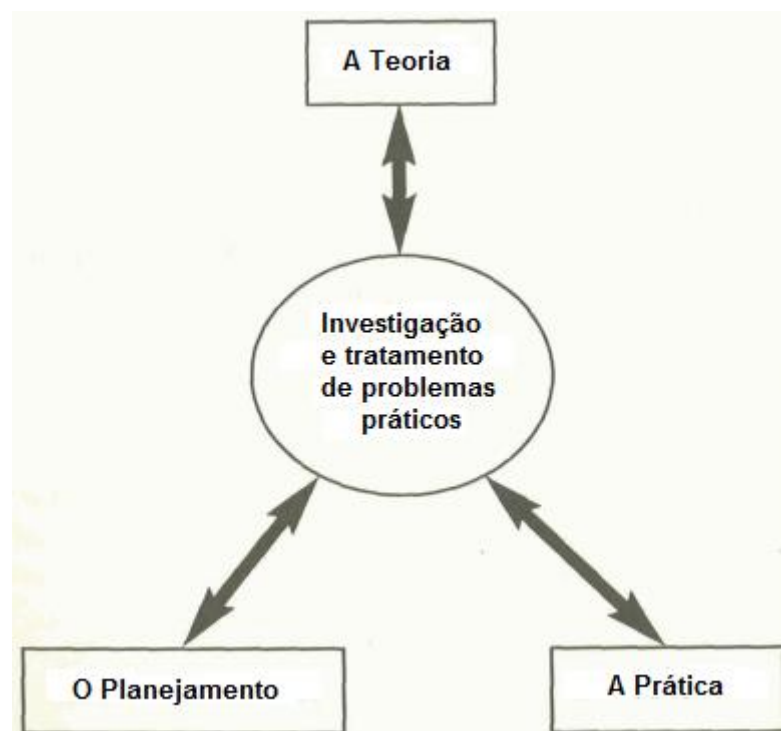 A Teoria
Investigação
e tratamento
de problemas
práticos
O Planejamento
A Prática